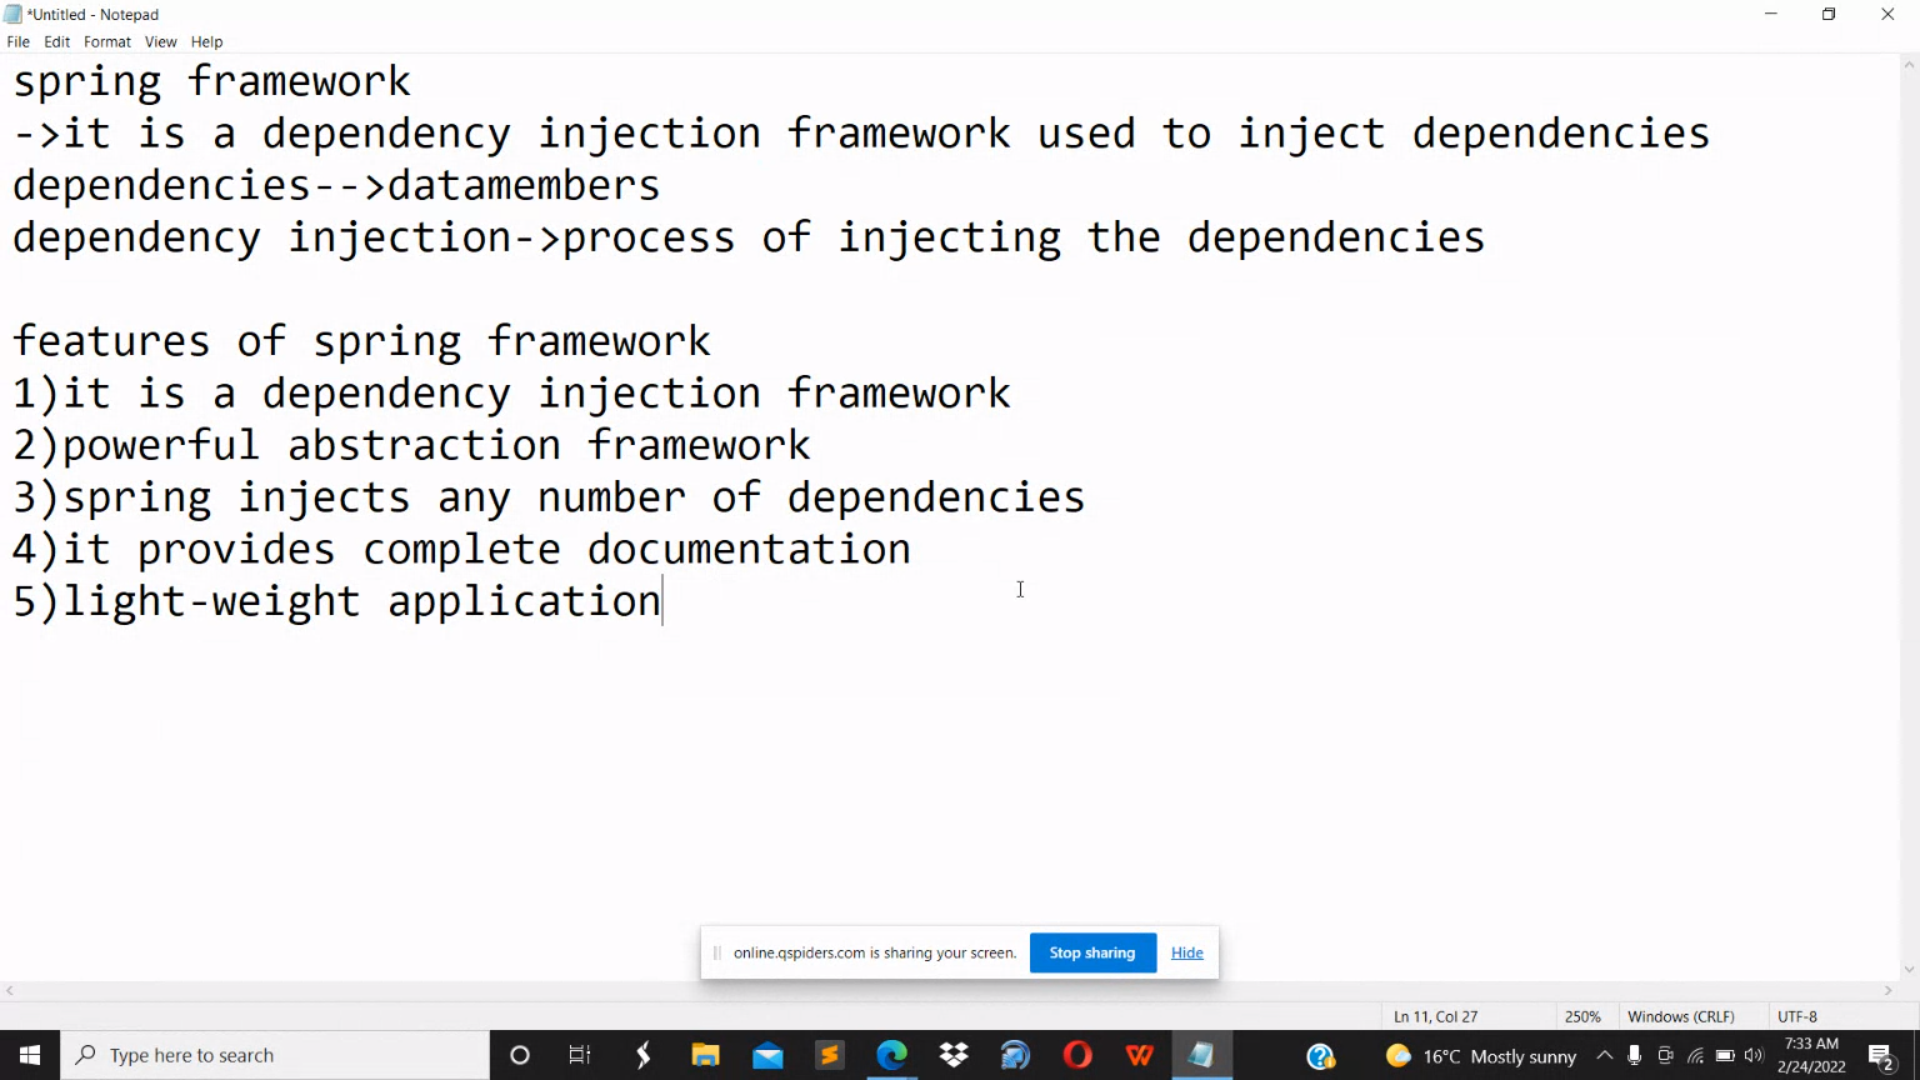 *Untitled - Notepad
File Edit Format View Help
spring framework
->it is a dependency injection framework used to inject dependencies
dependencies-->datamembers
dependency injection->process of injecting the dependencies
features of spring framework
1)it is a dependency injection framework
2)powerful abstraction framework
3)spring injects any number of dependencies
4)it provides complete documentation
5)light-weight application
online.qspiders.com is sharing your screen. Stop sharing Hide
Ln 11, Col 27 250% Windows (CRLF) UTF-8
Type here to search
16°C Mostly sunny
7:33 AM
2/24/2022
2